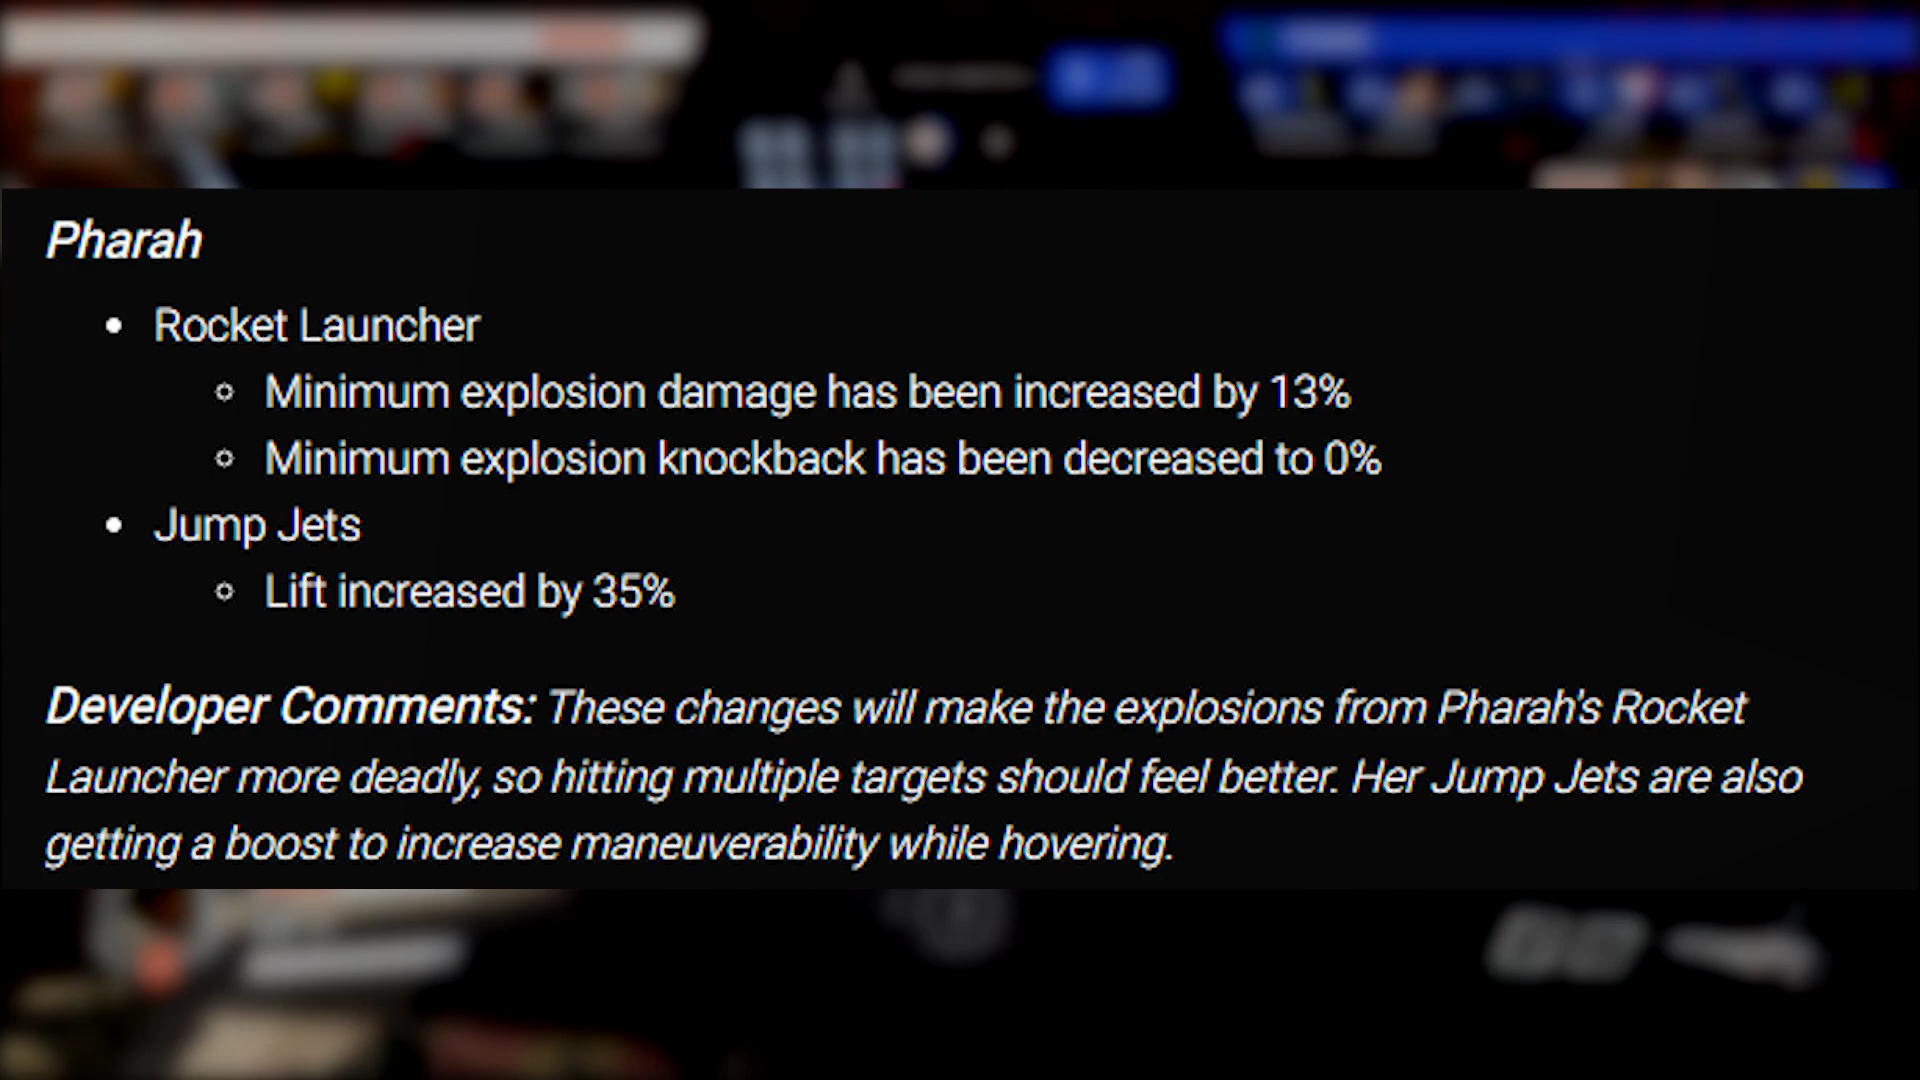 Pharah
• Rocket Launcher
○ Minimum explosion damage has been increased by 13%
○ Minimum explosion knockback has been decreased to 0%
• Jump Jets
○ Lift increased by 35%
Developer Comments: These changes will make the explosions from Pharah's Rocket
Launcher more deadly, so hitting multiple targets should feel better. Her Jump Jets are also
getting a boost to increase maneuverability while hovering.